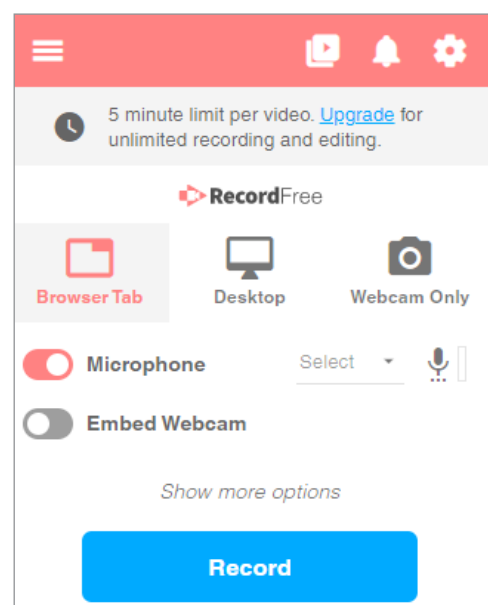 5 minute limit per video. Upgrade for
unlimited recording and editing.
RecordFree
Browser Tab
Desktop
Webcam Only
Microphone
Select
Embed Webcam
Show more options
Record